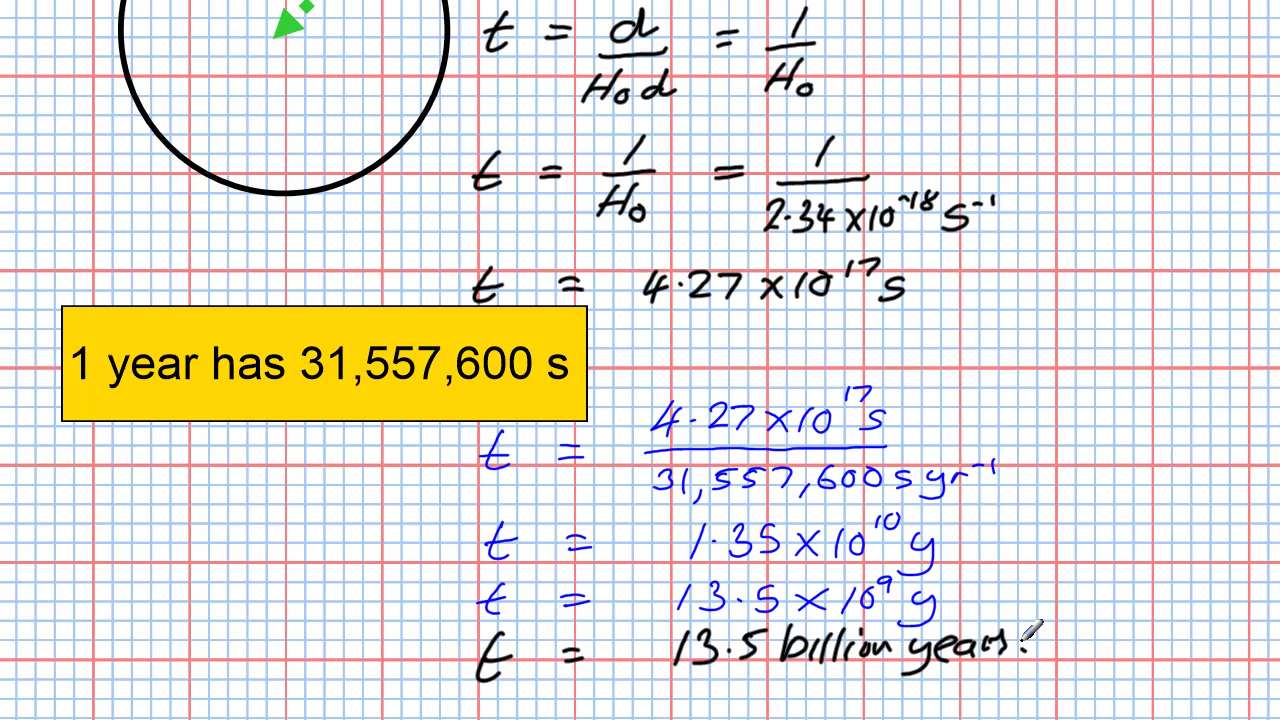 t = d/H₀d = 1/H₀
t = 1/H₀ = 1/2.34 x 10⁻¹⁸ s⁻¹
t = 4.27 x 10¹⁷ s
1 year has 31,557,600 s
t = 4.27 x 10¹⁷ s/31,557,600 s yr⁻¹
t = 1.35 x 10¹⁰ y
t = 13.5 x 10⁹ y
t = 13.5 billion years.